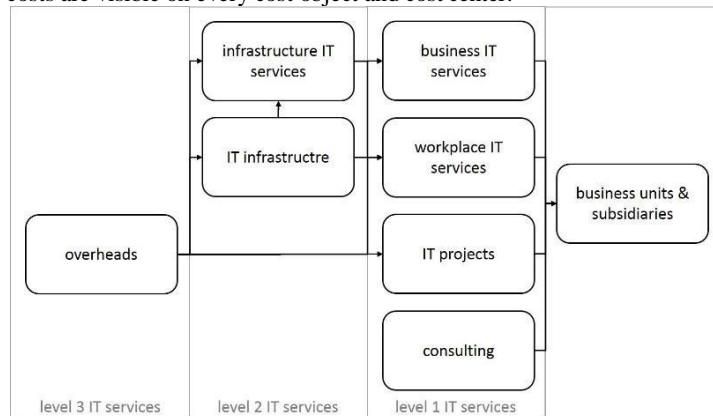 costs are visible on every cost object and cost center.
infrastructure IT
services
business IT
services
IT infrastructre
workplace IT
services
business units &
subsidiaries
overheads
IT projects
consulting
level 3 IT services
level 2 IT services
level 1 IT services